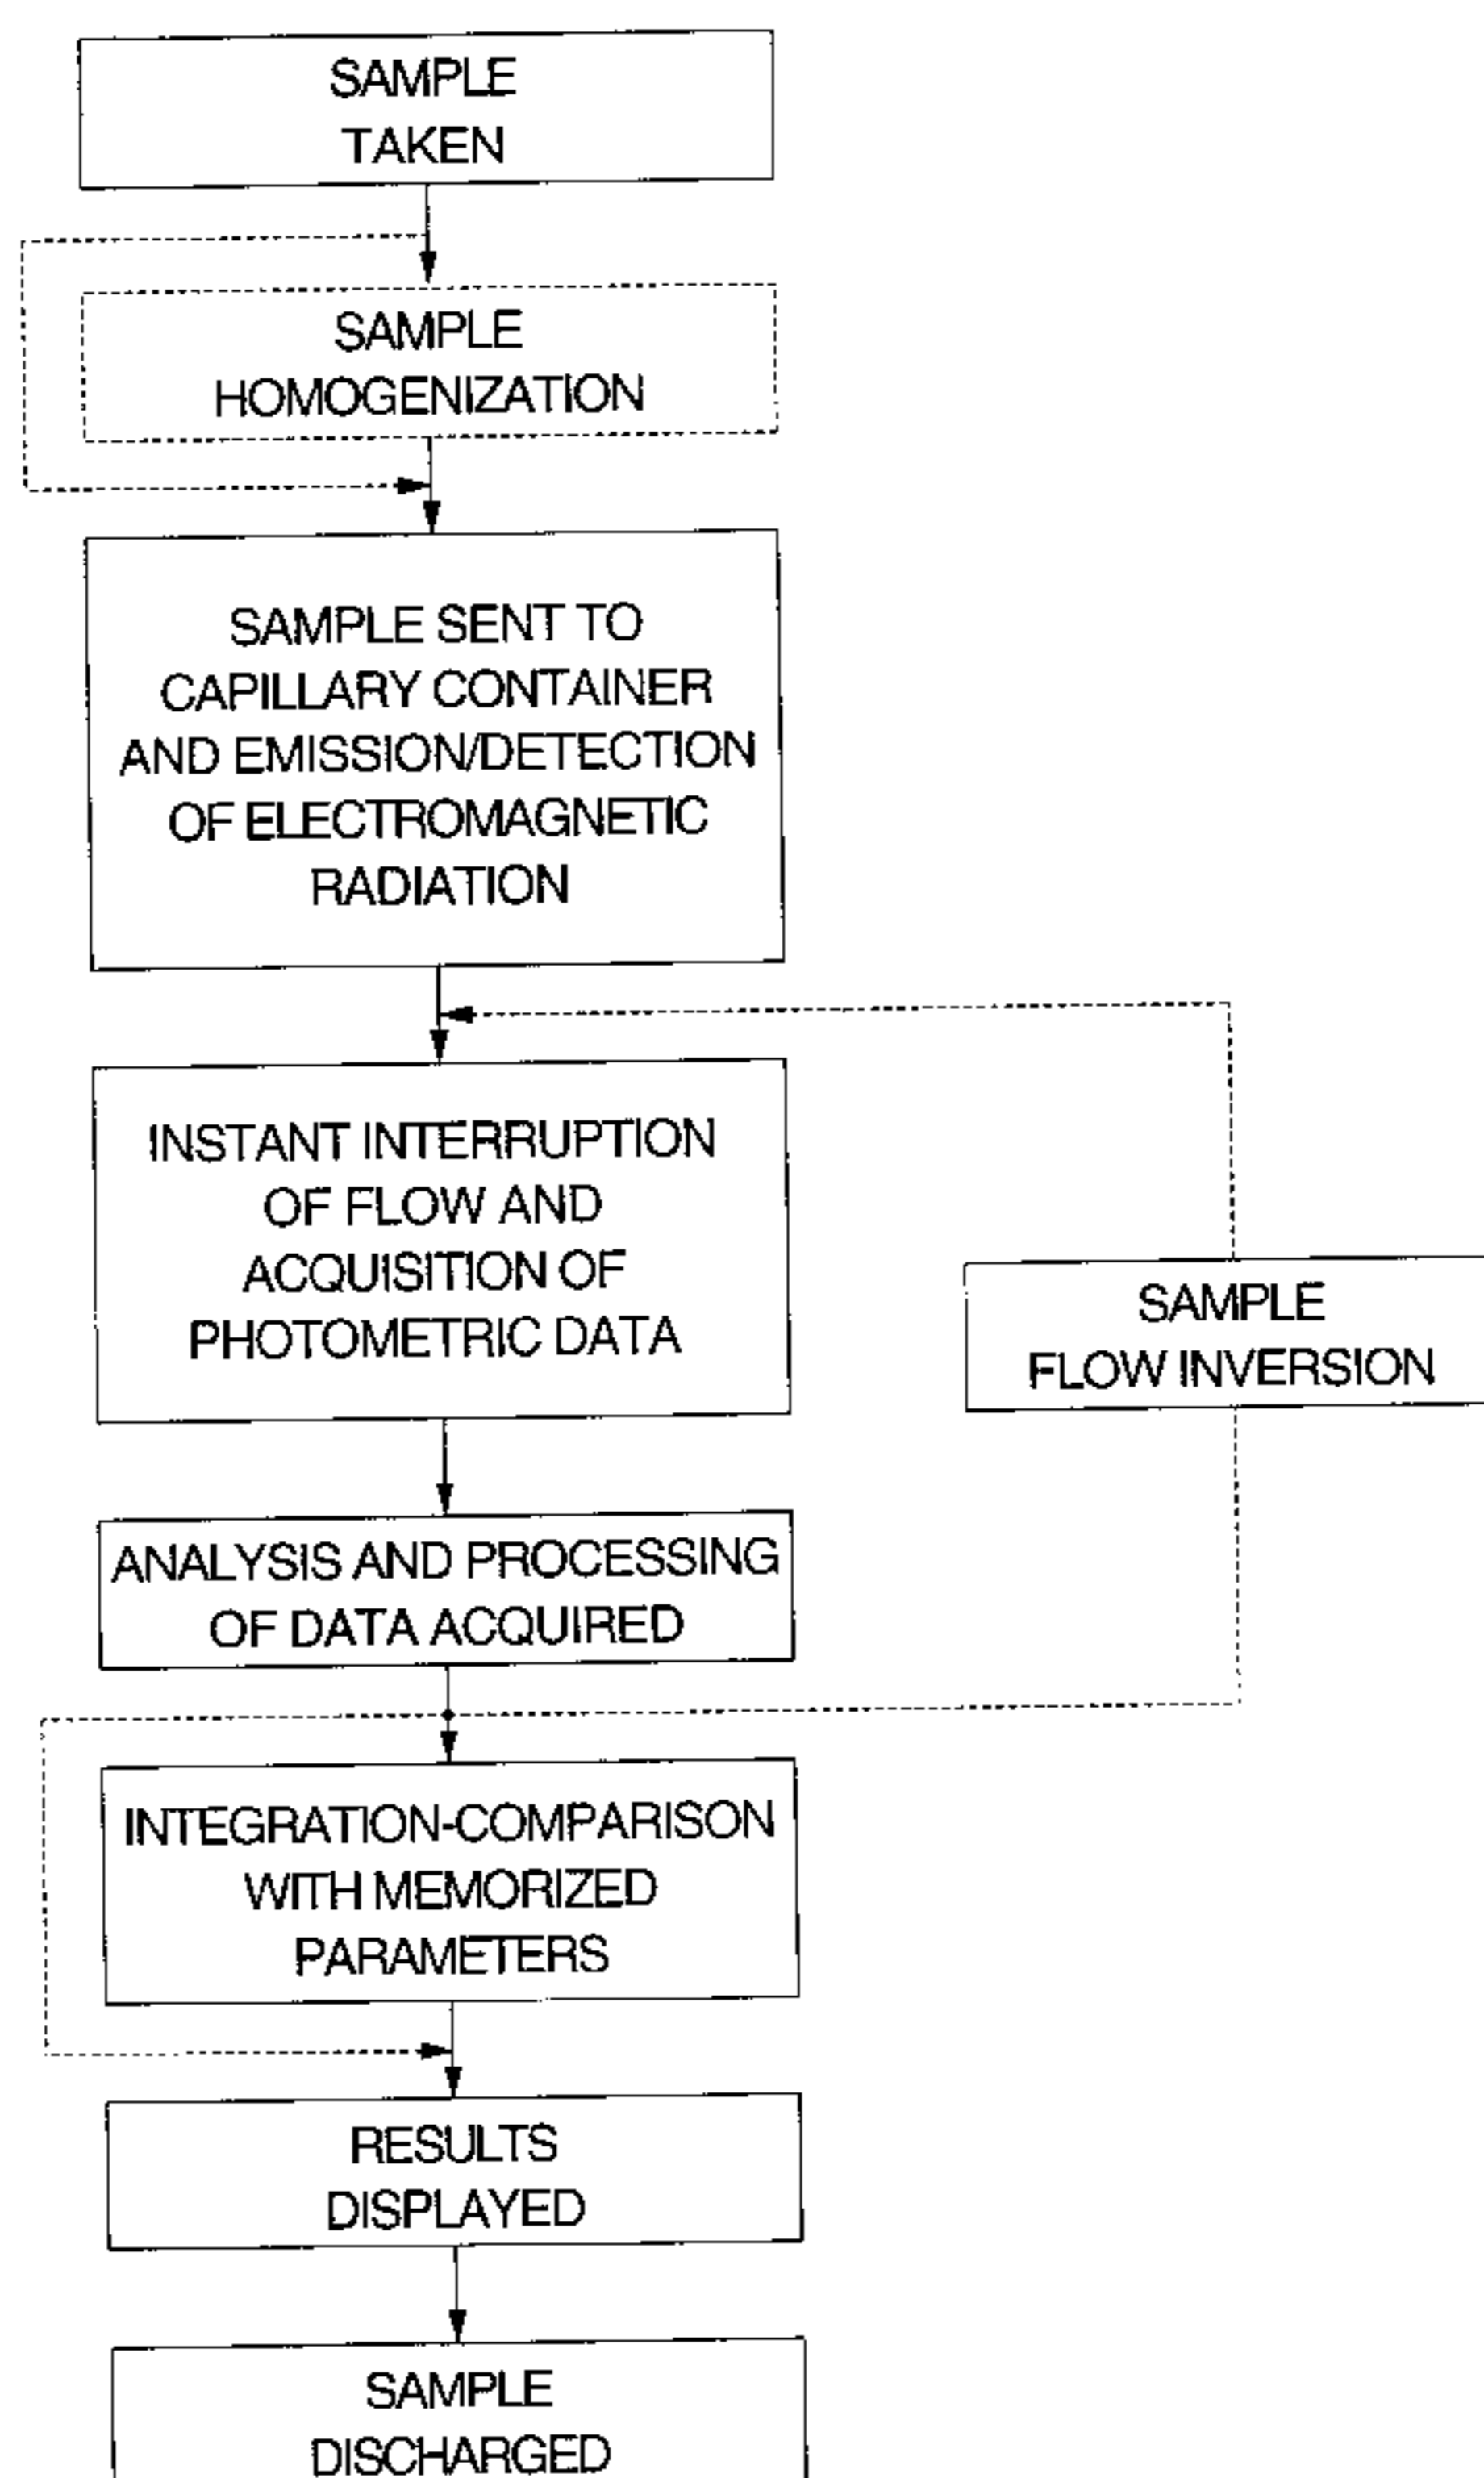 SAMPLE
TAKEN
SAMPLE
HOMOGENIZATION
SAMPLE SENT TO
CAPILLARY CONTAINER
AND EMISSION/DETECTION
OF ELECTROMAGNETIC
RADIATION
INSTANT INTERRUPTION
OF FLOW AND
ACQUISITION OF
PHOTOMETRIC DATA
SAMPLE
FLOW INVERSION
ANALYSIS AND PROCESSING
OF DATA ACQUIRED
INTEGRATION-COMPARISON
WITH MEMORIZED
PARAMETERS
RESULTS
DISPLAYED
SAMPLE
DISCHARGED